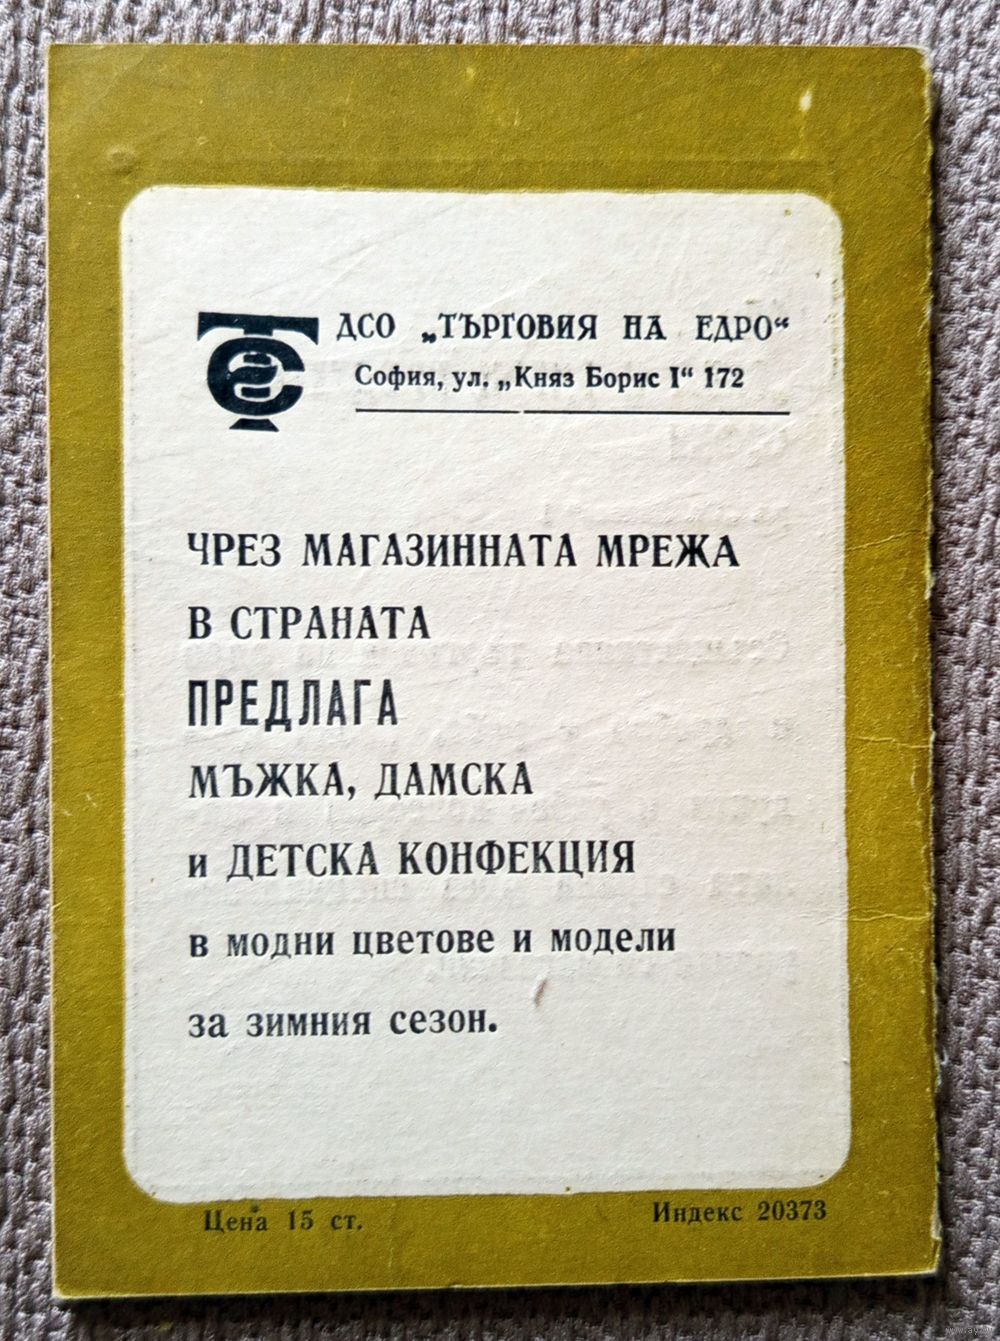 ДСО „ТЪРГОВИЯ НА ЕДРО“
София, ул. „Княз Борис I“ 172
ЧРЕЗ МАГАЗИННАТА МРЕЖА
В СТРАНАТА
ПРЕДЛАГА
МЪЖКА, ДАМСКА
и ДЕТСКА КОНФЕКЦИЯ
в модни цветове и модели
за зимния сезон.
Цена 15 ст.
Индекс 20373